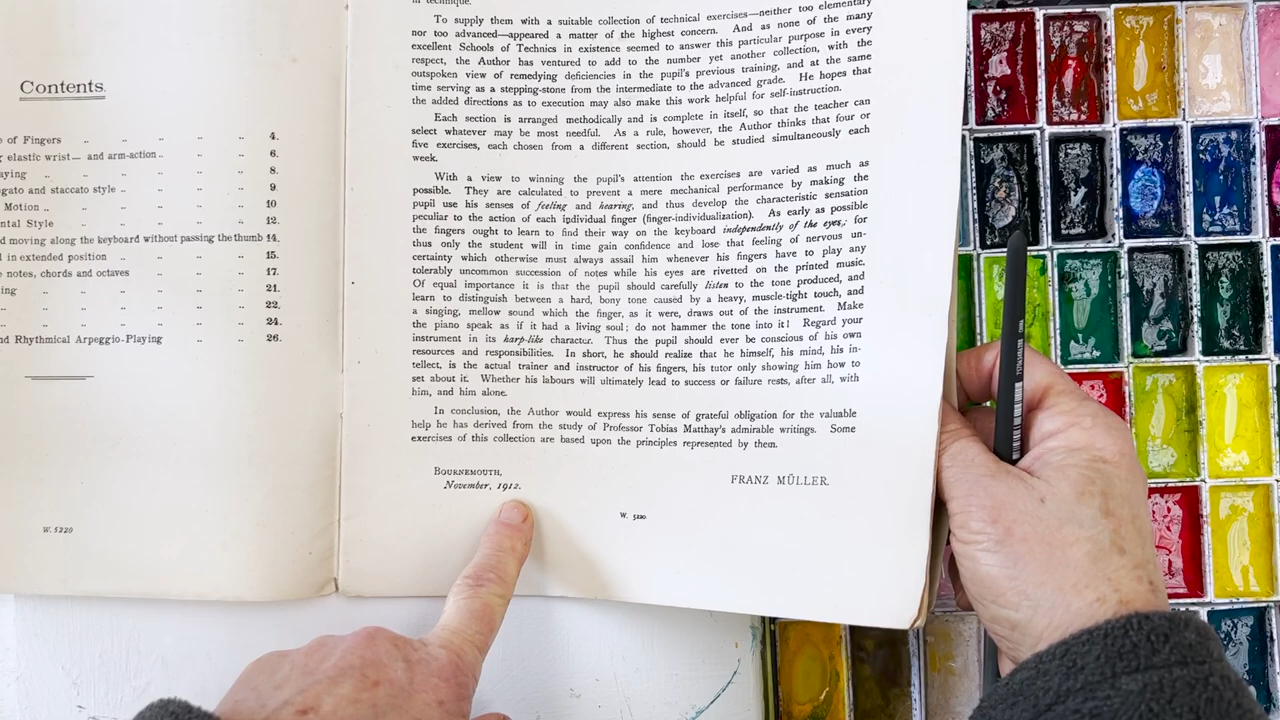 Contents.
e of Fingers .. .. .. .. 4.
g elastic wrist— and arm-action .. .. .. 6.
aying .. .. .. .. .. 8.
egato and staccato style .. .. .. .. 9.
Motion .. .. .. .. .. 10
ntal Style .. .. .. .. 12.
d moving along the keyboard without passing the thumb 14.
l in extended position .. .. .. .. 15.
e notes, chords and octaves .. .. .. 17.
ing .. .. .. .. .. 21.
.. .. .. .. .. 22.
.. .. .. .. .. 24.
nd Rhythmical Arpeggio-Playing .. .. 26.
W. 5220
in technique.
To supply them with a suitable collection of technical exercises—neither too elementary
nor too advanced—appeared a matter of the highest concern. And as none of the many
excellent Schools of Technics in existence seemed to answer this particular purpose in every
respect, the Author has ventured to add to the number yet another collection, with the
outspoken view of remedying deficiencies in the pupil's previous training, and at the same
time serving as a stepping-stone from the intermediate to the advanced grade. He hopes that
the added directions as to execution may also make this work helpful for self-instruction.
Each section is arranged methodically and is complete in itself, so that the teacher can
select whatever may be most needful. As a rule, however, the Author thinks that four or
five exercises, each chosen from a different section, should be studied simultaneously each
week.
With a view to winning the pupil's attention the exercises are varied as much as
possible. They are calculated to prevent a mere mechanical performance by making the
pupil use his senses of feeling and hearing, and thus develop the characteristic sensation
peculiar to the action of each individual finger (finger-individualization). As early as possible
the fingers ought to learn to find their way on the keyboard independently of the eyes; for
thus only the student will in time gain confidence and lose that feeling of nervous un-
certainty which otherwise must always assail him whenever his fingers have to play any
tolerably uncommon succession of notes while his eyes are rivetted on the printed music.
Of equal importance it is that the pupil should carefully listen to the tone produced, and
learn to distinguish between a hard, bony tone caused by a heavy, muscle-tight touch, and
a singing, mellow sound which the finger, as it were, draws out of the instrument. Make
the piano speak as if it had a living soul; do not hammer the tone into it! Regard your
instrument in its harp-like character. Thus the pupil should ever be conscious of his own
resources and responsibilities. In short, he should realize that he himself, his mind, his in-
tellect, is the actual trainer and instructor of his fingers, his tutor only showing him how to
set about it. Whether his labours will ultimately lead to success or failure rests, after all, with
him, and him alone.
In conclusion, the Author would express his sense of grateful obligation for the valuable
help he has derived from the study of Professor Tobias Matthay's admirable writings. Some
exercises of this collection are based upon the principles represented by them.
BOURNEMOUTH,
November, 1912.
FRANZ MÜLLER.
W. 5220.